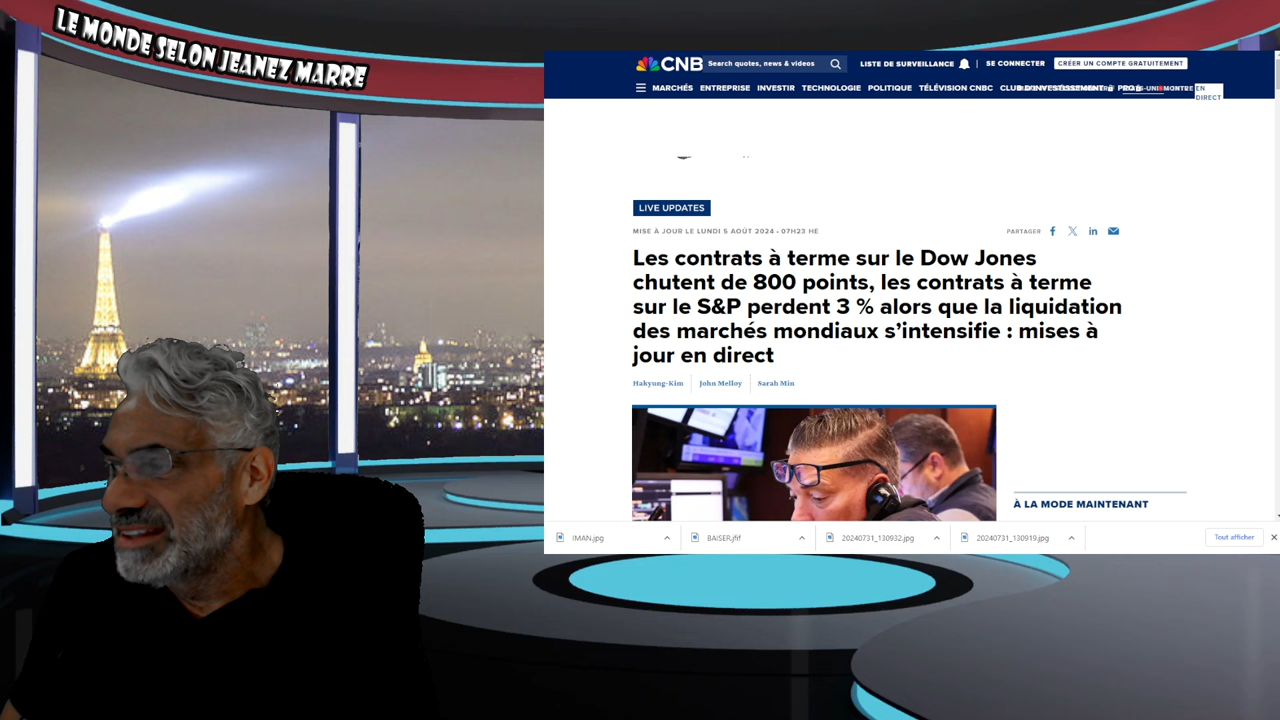 LE MONDE SELON JEANEZ MARRE
CNB
Search quotes, news & videos
LISTE DE SURVEILLANCE
SE CONNECTER
CRÉER UN COMPTE GRATUITEMENT
MARCHÉS ENTREPRISE INVESTIR TECHNOLOGIE POLITIQUE TÉLÉVISION CNBC
MONTRE
EN
DIRECT
LIVE UPDATES
MISE À JOUR LE LUNDI 5 AOÛT 2024 • 07H23 HE
PARTAGER
Les contrats à terme sur le Dow Jones
chutent de 800 points, les contrats à terme
sur le S&P perdent 3 % alors que la liquidation
des marchés mondiaux s’intensifie : mises à
jour en direct
Hakyung-Kim
John Melloy
Sarah Min
À LA MODE MAINTENANT
IMAN.jpg
BAISER.jfif
20240731_130932.jpg
20240731_130919.jpg
Tout afficher